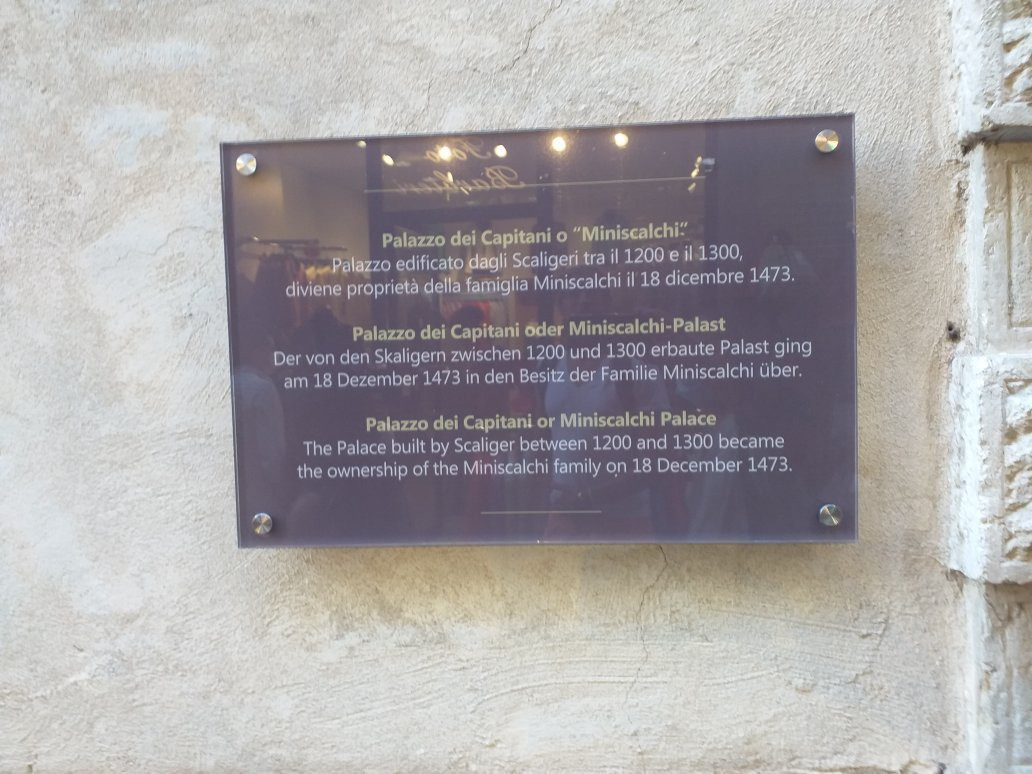 Palazzo dei Capitani o "Miniscalchi".
Palazzo edificato dagli Scaligeri tra il 1200 e il 1300,
diviene proprietà della famiglia Miniscalchi il 18 dicembre 1473.
Palazzo dei Capitani oder Miniscalchi-Palast
Der von den Skaligern zwischen 1200 und 1300 erbaute Palast ging
am 18 Dezember 1473 in den Besitz der Familie Miniscalchi über.
Palazzo dei Capitani or Miniscalchi Palace
The Palace built by Scaliger between 1200 and 1300 became
the ownership of the Miniscalchi family on 18 December 1473.